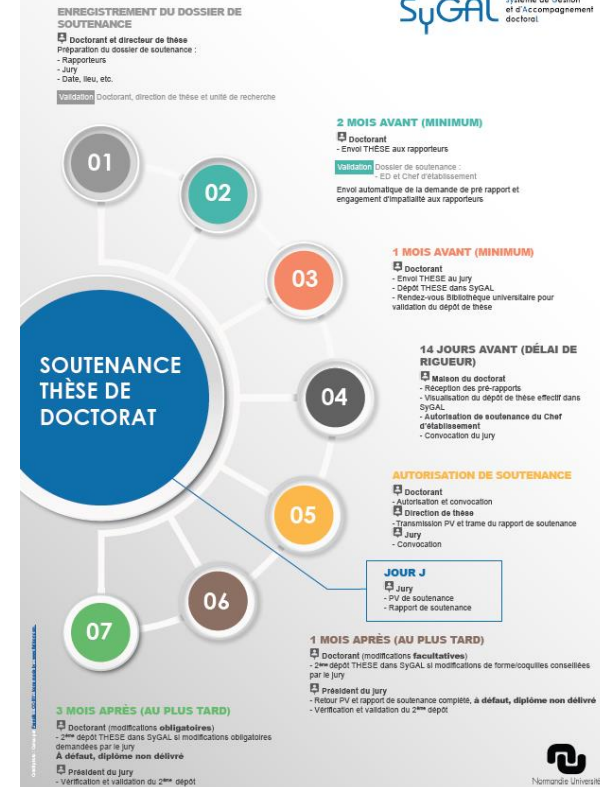 ENREGISTREMENT DU DOSSIER DE
SOUTENANCE
Doctorant et directeur de thèse
Préparation du dossier de soutenance :
- Rapporteurs
- Jury
- Date, lieu, etc.
Validation Doctorant, direction de thèse et unité de recherche
SyGAL
Système de Gestion
et d'Accompagnement
doctoral
01
2 MOIS AVANT (MINIMUM)
Doctorant
- Envoi THÈSE aux rapporteurs
Validation Dossier de soutenance :
- ED et Chef d'établissement
Envoi automatique de la demande de pré rapport et
engagement d'impatialité aux rapporteurs
02
1 MOIS AVANT (MINIMUM)
Doctorant
- Envoi THESE au jury
- Dépôt THESE dans SyGAL
- Rendez-vous Bibliothèque universitaire pour
validation du dépôt de thèse
03
SOUTENANCE
THÈSE DE
DOCTORAT
14 JOURS AVANT (DÉLAI DE
RIGUEUR)
Maison du doctorat
- Réception des pré-rapports
- Visualisation du dépôt de thèse effectif dans
SyGAL
- Autorisation de soutenance du Chef
d'établissement
- Convocation du jury
04
AUTORISATION DE SOUTENANCE
Doctorant
- Autorisation et convocation
Direction de thèse
- Transmission PV et trame du rapport de soutenance
Jury
- Convocation
05
JOUR J
Jury
- PV de soutenance
- Rapport de soutenance
06
1 MOIS APRÈS (AU PLUS TARD)
Doctorant (modifications facultatives)
- 2ème dépôt THESE dans SyGAL si modifications de forme/coquilles conseillées
par le jury
Président du jury
- Retour PV et rapport de soutenance complété, à défaut, diplôme non délivré
- Vérification et validation du 2ème dépôt
07
3 MOIS APRÈS (AU PLUS TARD)
Doctorant (modifications obligatoires)
- 2ème dépôt THESE dans SyGAL si modifications obligatoires
demandées par le jury
À défaut, diplôme non délivré
Président du jury
- Vérification et validation du 2ème dépôt
Normandie Université